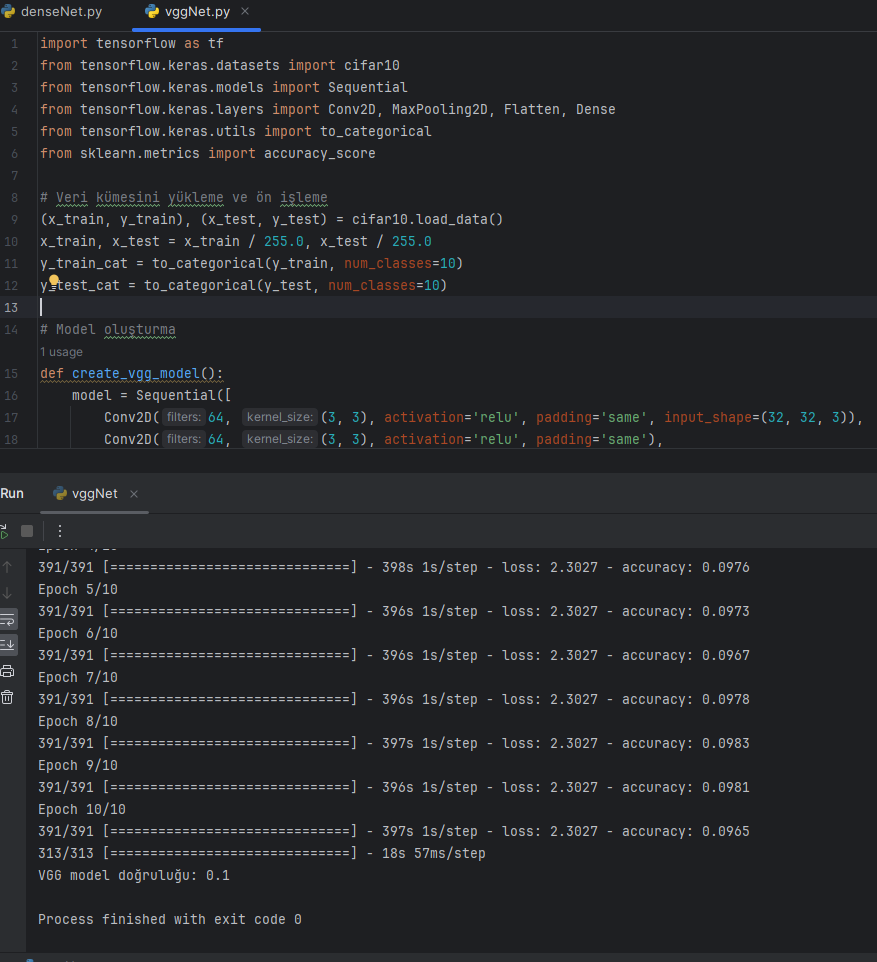 denseNet.py vggNet.py ×
1 import tensorflow as tf
2 from tensorflow.keras.datasets import cifar10
3 from tensorflow.keras.models import Sequential
4 from tensorflow.keras.layers import Conv2D, MaxPooling2D, Flatten, Dense
5 from tensorflow.keras.utils import to_categorical
6 from sklearn.metrics import accuracy_score
7
8 # Veri kümesini yükleme ve ön işleme
9 (x_train, y_train), (x_test, y_test) = cifar10.load_data()
10 x_train, x_test = x_train / 255.0, x_test / 255.0
11 y_train_cat = to_categorical(y_train, num_classes=10)
12 y_test_cat = to_categorical(y_test, num_classes=10)
13
14 # Model oluşturma
1 usage
15 def create_vgg_model():
16 model = Sequential([
17 Conv2D( filters: 64, kernel_size: (3, 3), activation='relu', padding='same', input_shape=(32, 32, 3)),
18 Conv2D( filters: 64, kernel_size: (3, 3), activation='relu', padding='same'),
Run vggNet ×
391/391 [==============================] - 398s 1s/step - loss: 2.3027 - accuracy: 0.0976
Epoch 5/10
391/391 [==============================] - 396s 1s/step - loss: 2.3027 - accuracy: 0.0973
Epoch 6/10
391/391 [==============================] - 396s 1s/step - loss: 2.3027 - accuracy: 0.0967
Epoch 7/10
391/391 [==============================] - 396s 1s/step - loss: 2.3027 - accuracy: 0.0978
Epoch 8/10
391/391 [==============================] - 397s 1s/step - loss: 2.3027 - accuracy: 0.0983
Epoch 9/10
391/391 [==============================] - 396s 1s/step - loss: 2.3027 - accuracy: 0.0981
Epoch 10/10
391/391 [==============================] - 397s 1s/step - loss: 2.3027 - accuracy: 0.0965
313/313 [==============================] - 18s 57ms/step
VGG model doğruluğu: 0.1
Process finished with exit code 0